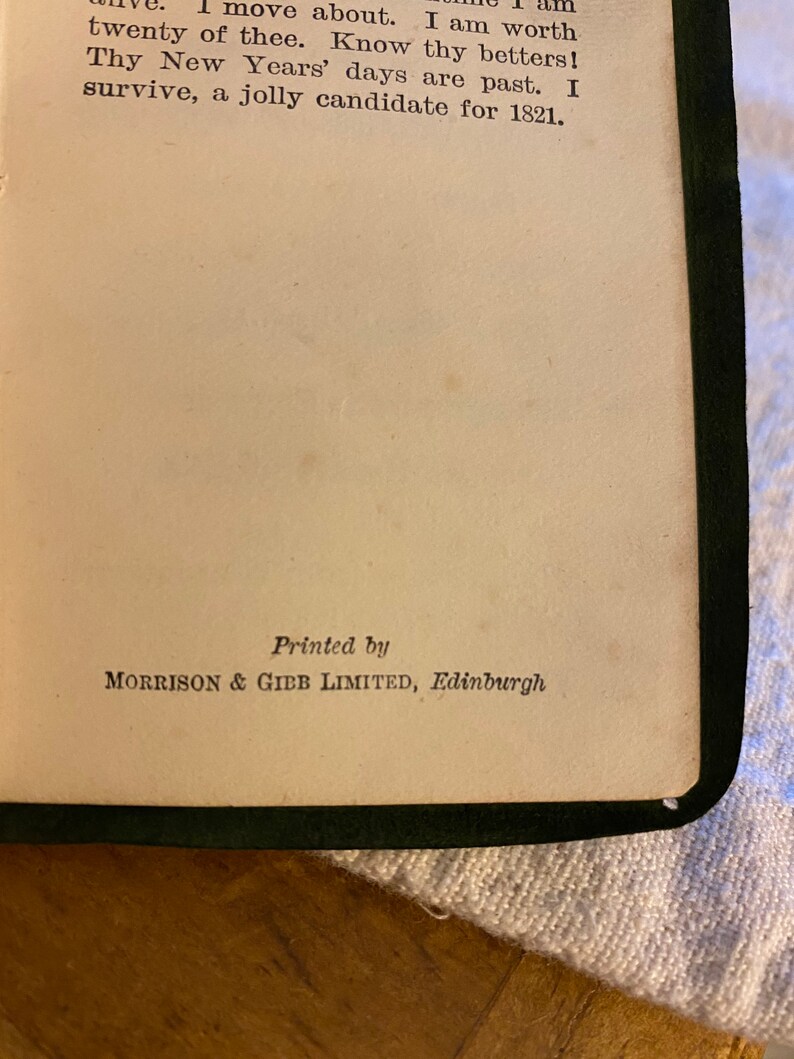 alive. I move about. I am worth
twenty of thee. Know thy betters!
Thy New Years' days are past. I
survive, a jolly candidate for 1821.
Printed by
MORRISON & GIBB LIMITED, Edinburgh